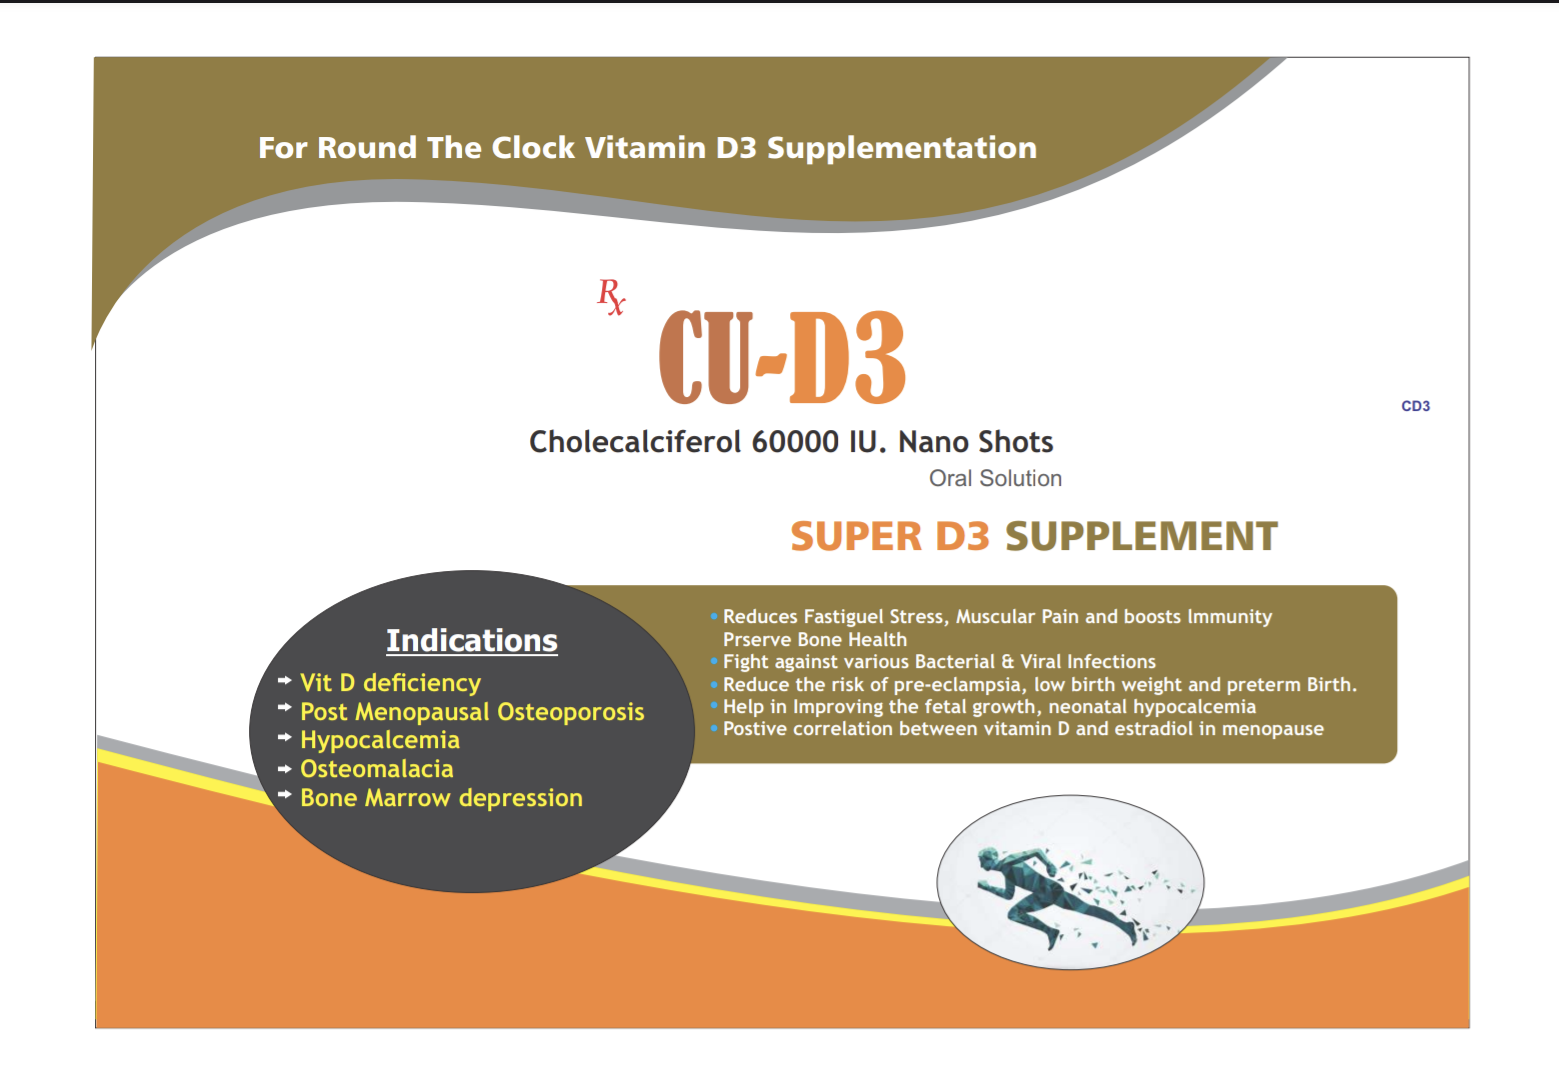 For Round The Clock Vitamin D3 Supplementation
Rx
CU-D3
CD3
Cholecalciferol 60000 IU. Nano Shots
Oral Solution
SUPER D3 SUPPLEMENT
Indications
Vit D deficiency
Post Menopausal Osteoporosis
Hypocalcemia
Osteomalacia
Bone Marrow depression
• Reduces Fastiguel Stress, Muscular Pain and boosts Immunity
Prserve Bone Health
• Fight against various Bacterial & Viral Infections
• Reduce the risk of pre-eclampsia, low birth weight and preterm Birth.
• Help in Improving the fetal growth, neonatal hypocalcemia
• Postive correlation between vitamin D and estradiol in menopause